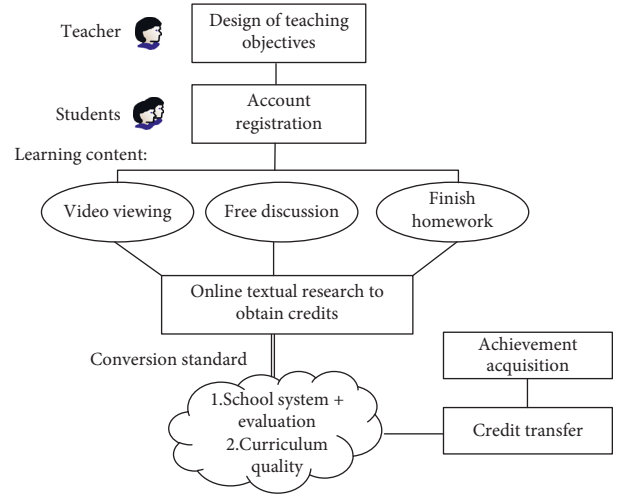 Teacher
Design of teaching
objectives
Students
Account
registration
Learning content:
Video viewing
Free discussion
Finish
homework
Online textual research to
obtain credits
Conversion standard
1.School system +
evaluation
2.Curriculum
quality
Achievement
acquisition
Credit transfer